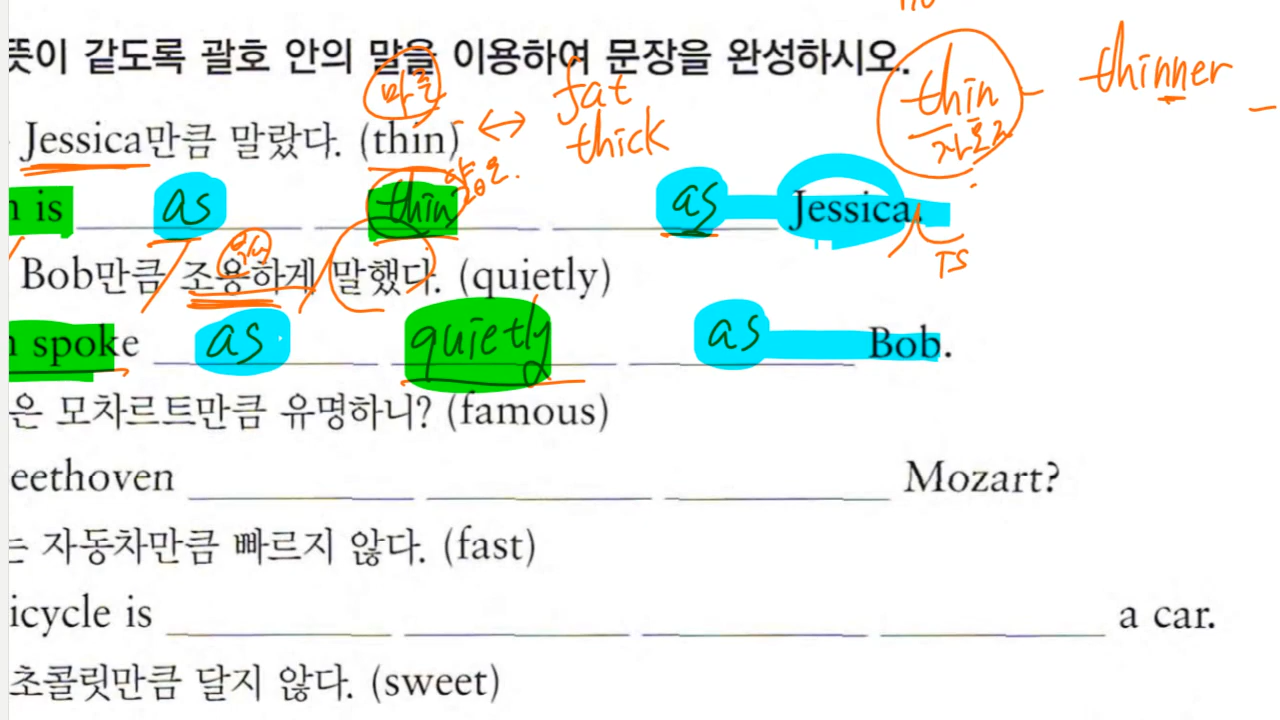 뜻이 같도록 괄호 안의 말을 이용하여 문장을 완성하시오.
thin - thinner -
fat
thick
Jessica만큼 말랐다. (thin) ↔
is as thin as Jessica.
TS
Bob만큼 조용하게 말했다. (quietly)
spoke as quietly as Bob.
은 모차르트만큼 유명하니? (famous)
eethoven Mozart?
는 자동차만큼 빠르지 않다. (fast)
icycle is a car.
초콜릿만큼 달지 않다. (sweet)